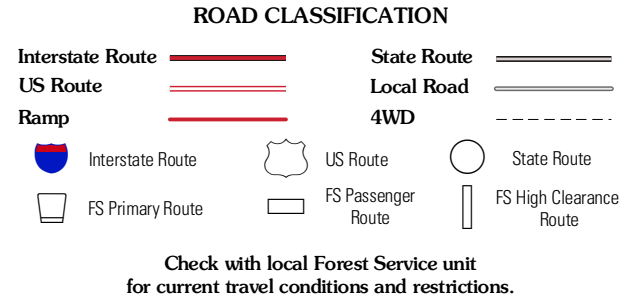 ROAD CLASSIFICATION
Interstate Route
State Route
US Route
Local Road
Ramp
4WD
Interstate Route
US Route
State Route
FS Primary Route
FS Passenger
Route
FS High Clearance
Route
Check with local Forest Service unit
for current travel conditions and restrictions.